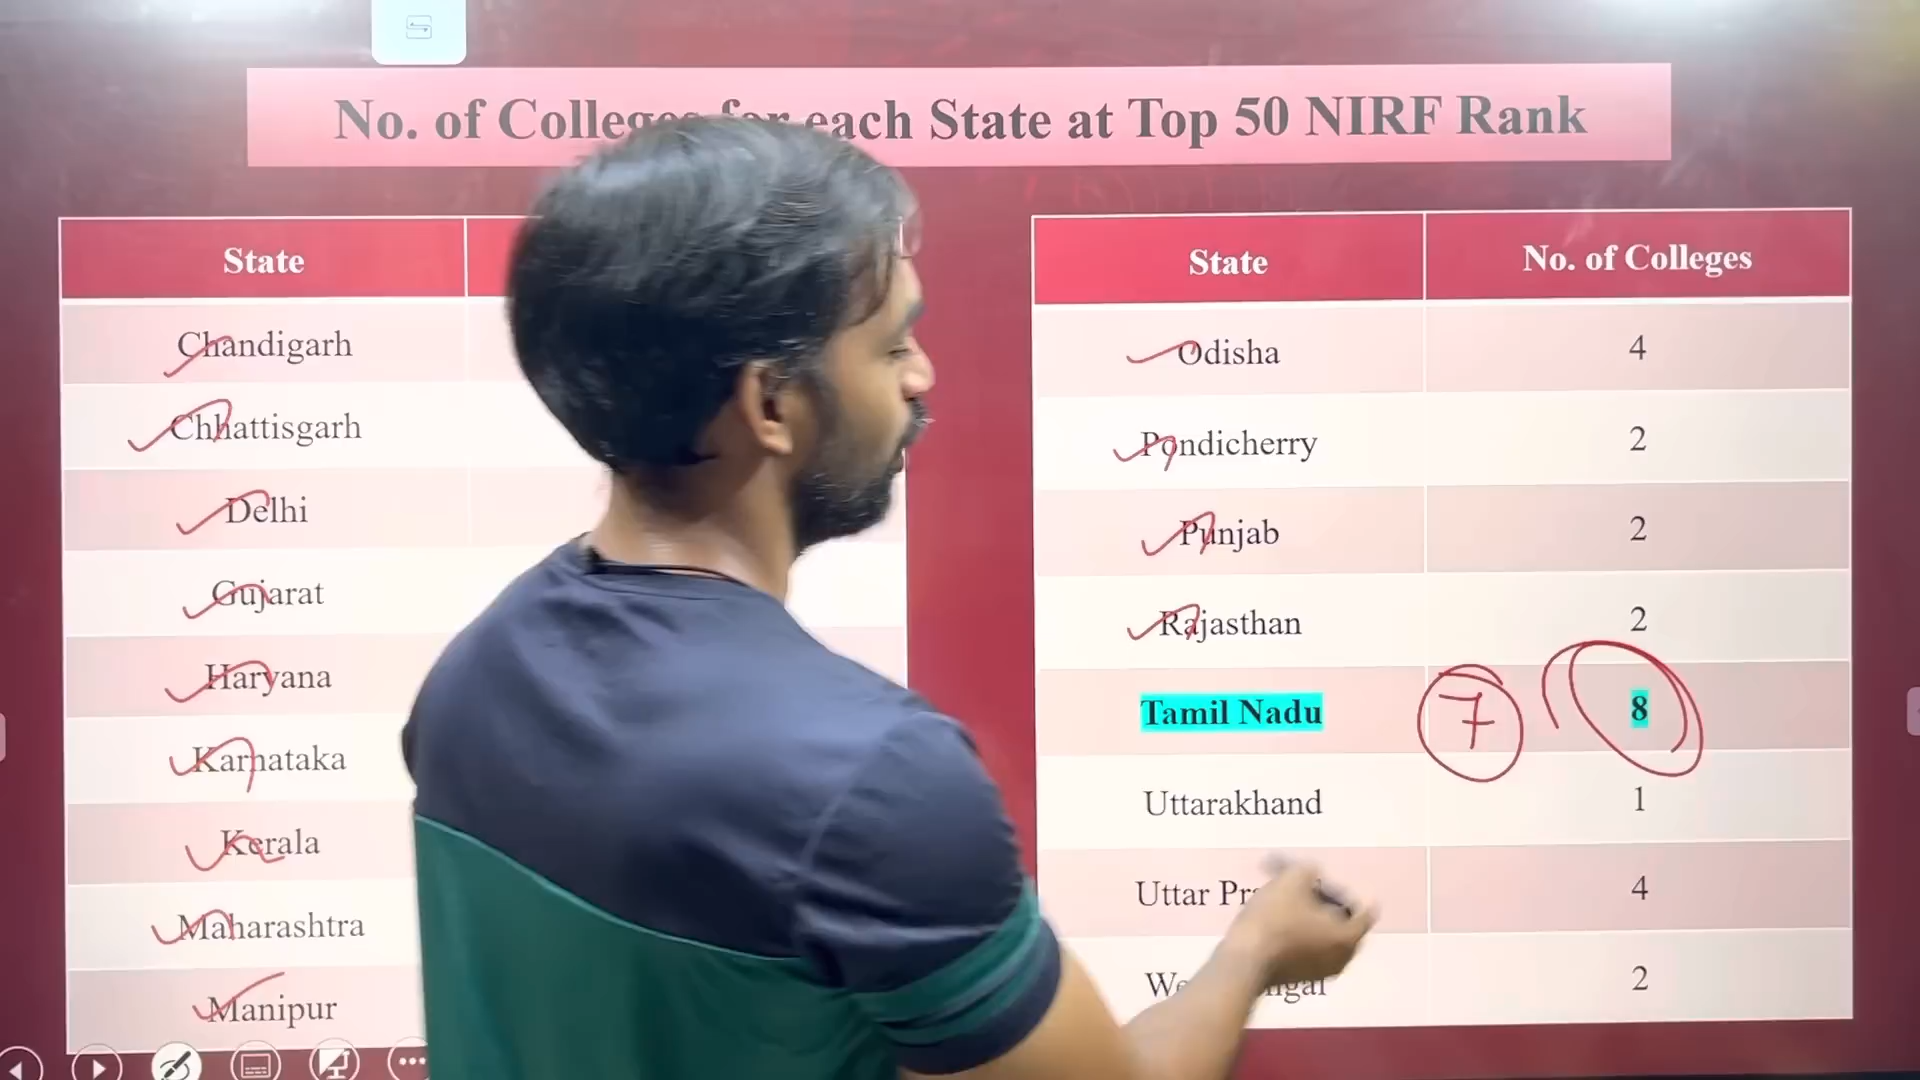 No. of Colleges for each State at Top 50 NIRF Rank
State
Chandigarh
Chhattisgarh
Delhi
Gujarat
Haryana
Karnataka
Kerala
Maharashtra
Manipur
State No. of Colleges
Odisha 4
Pondicherry 2
Punjab 2
Rajasthan 2
Tamil Nadu 7 8
Uttarakhand 1
Uttar 4
2